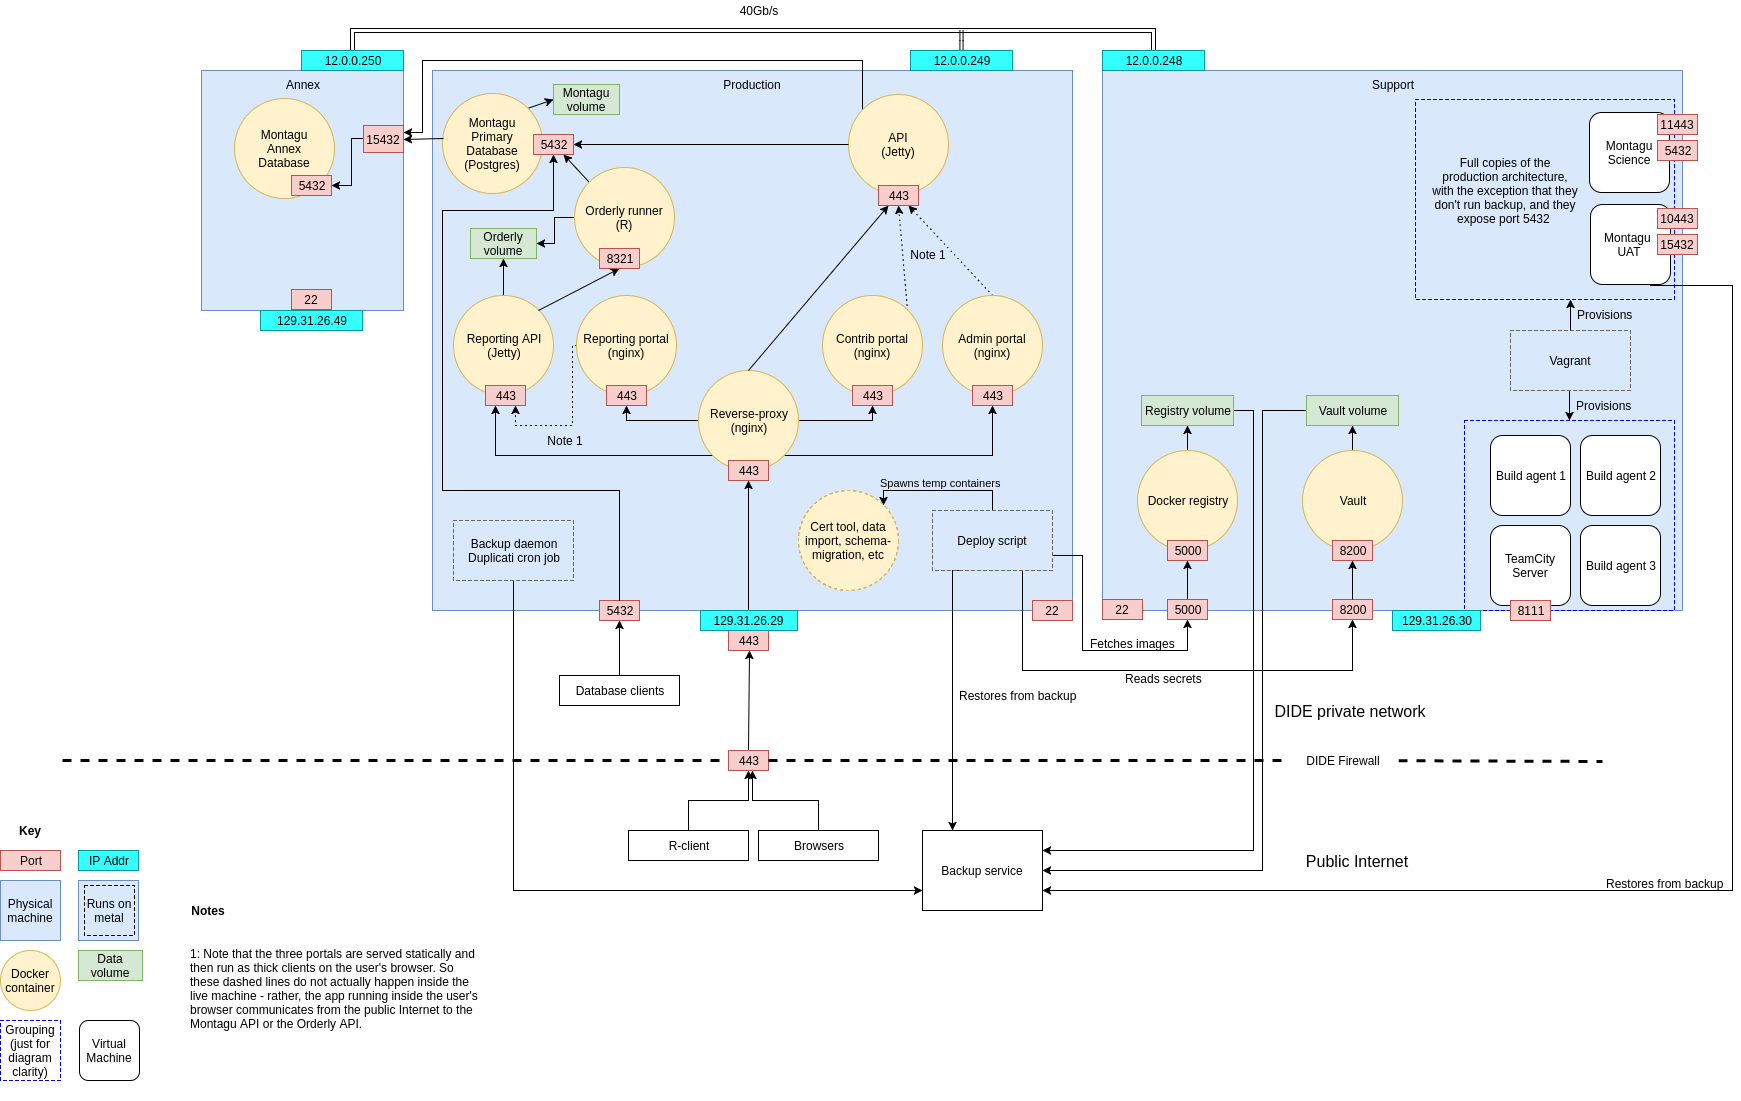 40Gb/s
12.0.0.250
12.0.0.249
12.0.0.248
Annex
Montagu
Annex
Database
5432
15432
22
129.31.26.49
Production
Montagu
Primary
Database
(Postgres)
5432
Montagu
volume
API
(Jetty)
443
Orderly runner
(R)
8321
Orderly
volume
Note 1
Reporting API
(Jetty)
443
Reporting portal
(nginx)
443
Contrib portal
(nginx)
443
Admin portal
(nginx)
443
Reverse-proxy
(nginx)
443
Note 1
Spawns temp containers
Backup daemon
Duplicati cron job
Cert tool, data
import, schema-
migration, etc
Deploy script
5432
129.31.26.29
443
22
Support
Full copies of the
production architecture,
with the exception that they
don't run backup, and they
expose port 5432
Montagu
Science
11443
5432
Montagu
UAT
10443
15432
Provisions
Vagrant
Provisions
Registry volume
Vault volume
Docker registry
5000
Vault
8200
Build agent 1
Build agent 2
TeamCity
Server
Build agent 3
22
5000
8200
129.31.26.30
8111
Fetches images
Reads secrets
Database clients
Restores from backup
DIDE private network
443
DIDE Firewall
R-client
Browsers
Backup service
Public Internet
Restores from backup
Key
Port
IP Addr
Physical
machine
Runs on
metal
Docker
container
Data
volume
Grouping
(just for
diagram
clarity)
Virtual
Machine
Notes
1: Note that the three portals are served statically and
then run as thick clients on the user's browser. So
these dashed lines do not actually happen inside the
live machine - rather, the app running inside the user's
browser communicates from the public Internet to the
Montagu API or the Orderly API.